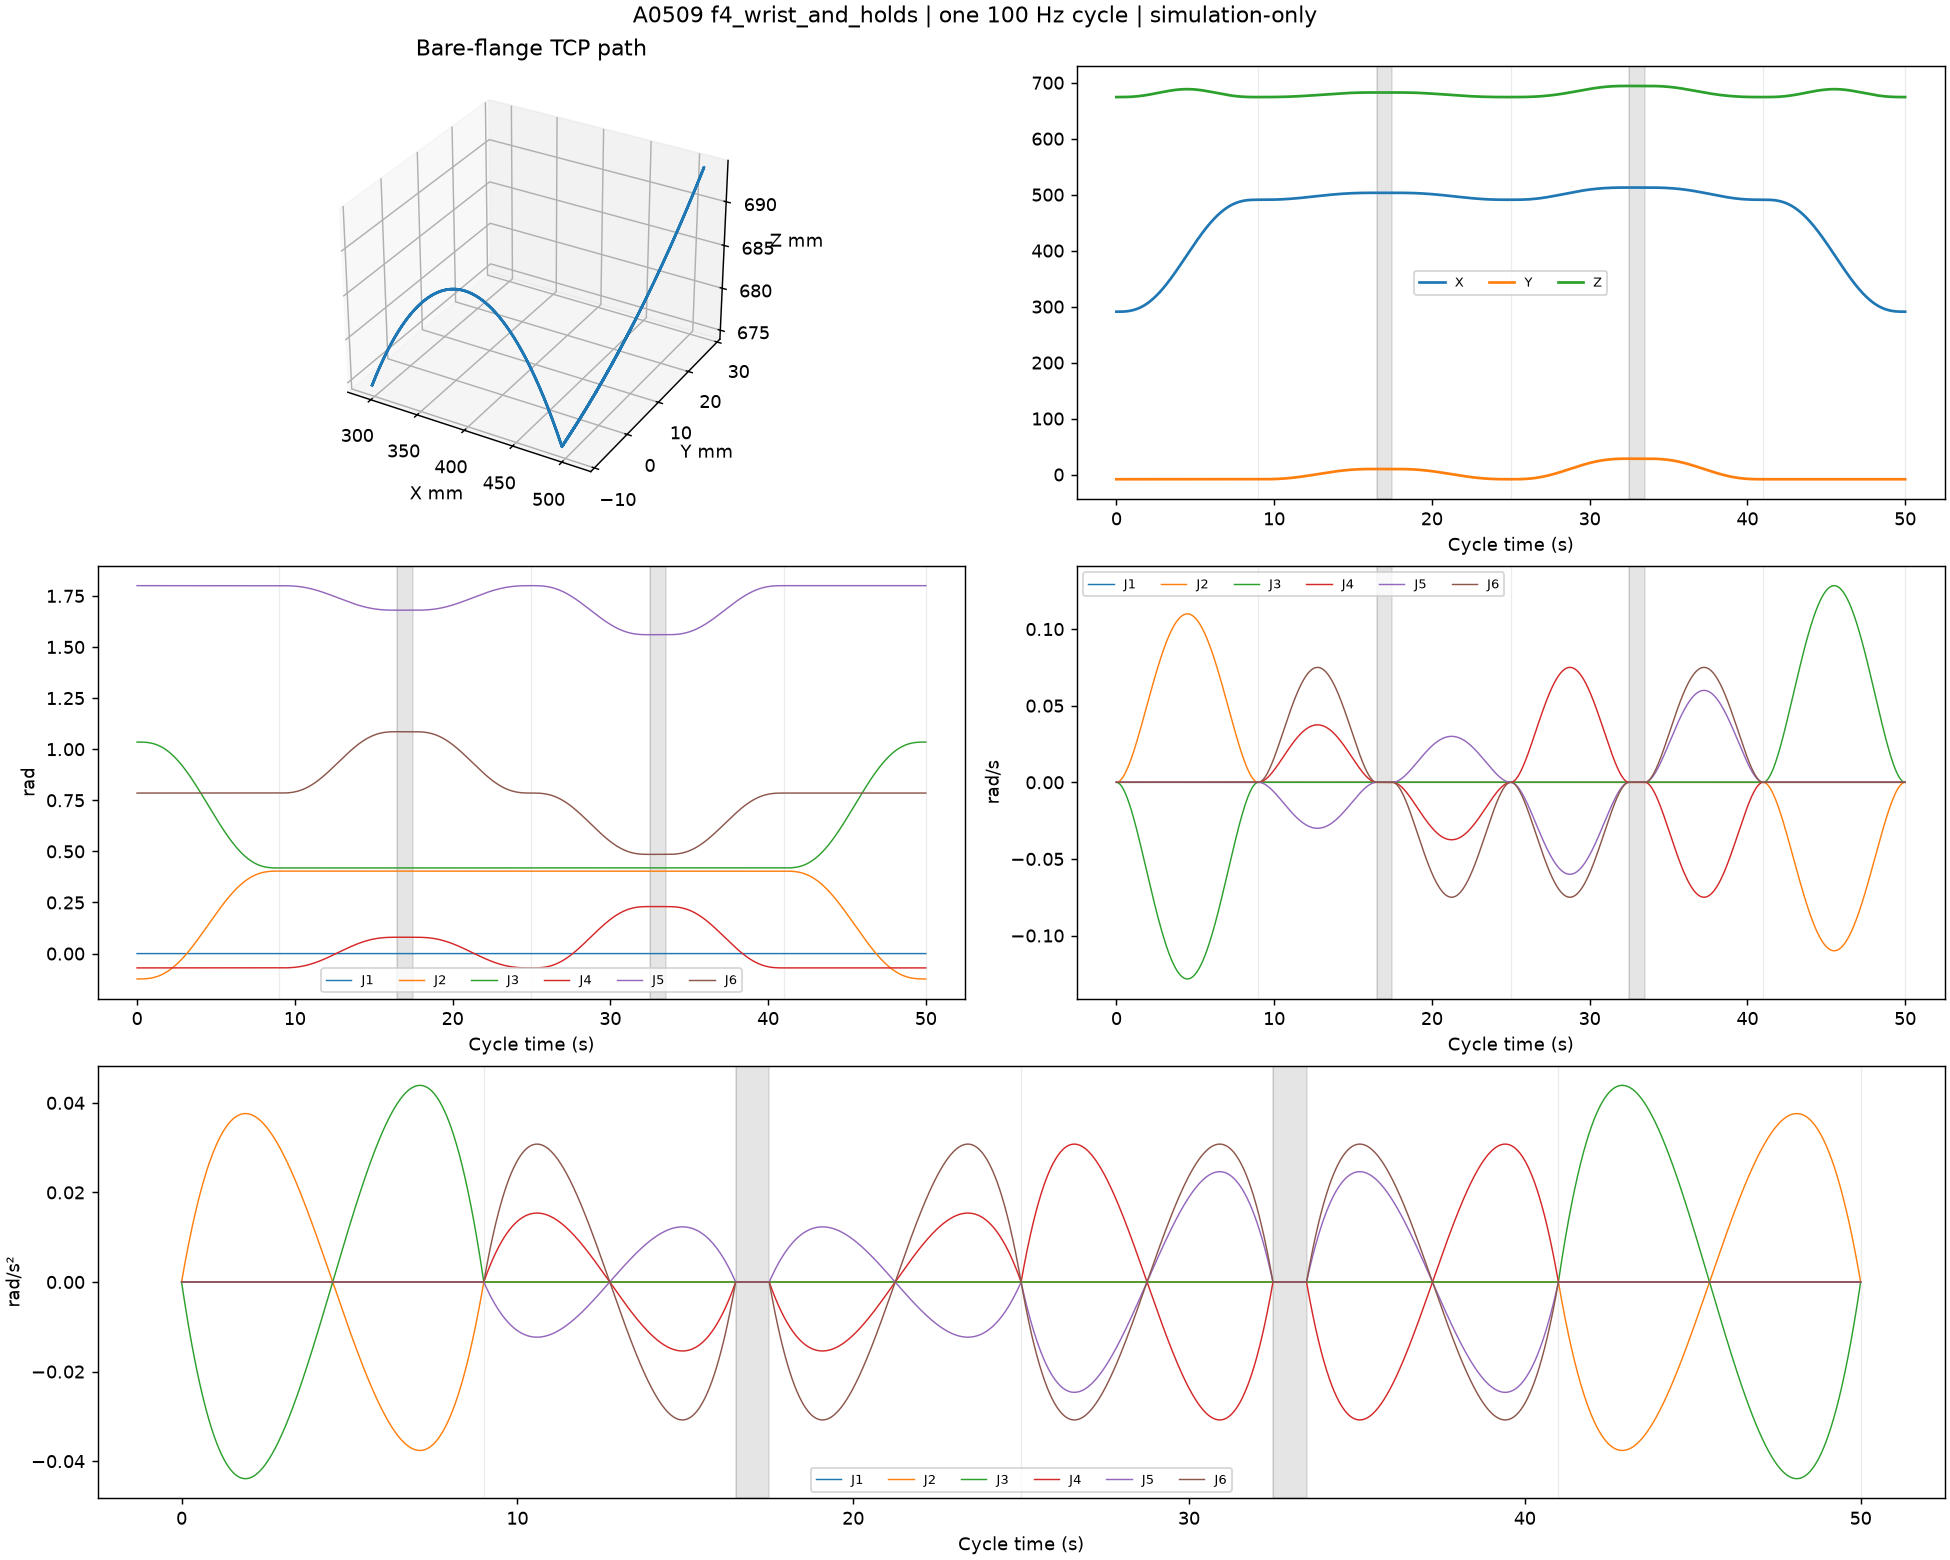 A0509 f4_wrist_and_holds | one 100 Hz cycle | simulation-only
Bare-flange TCP path
690
685
680
675
Z mm
30
20
10
0
−10
Y mm
300
350
400
450
500
X mm
700
600
500
400
300
200
100
0
X Y Z
0 10 20 30 40 50
Cycle time (s)
1.75
1.50
1.25
1.00
0.75
0.50
0.25
0.00
rad
J1 J2 J3 J4 J5 J6
0 10 20 30 40 50
Cycle time (s)
J1 J2 J3 J4 J5 J6
0.10
0.05
0.00
−0.05
−0.10
rad/s
0 10 20 30 40 50
Cycle time (s)
0.04
0.02
0.00
−0.02
−0.04
rad/s²
J1 J2 J3 J4 J5 J6
0 10 20 30 40 50
Cycle time (s)